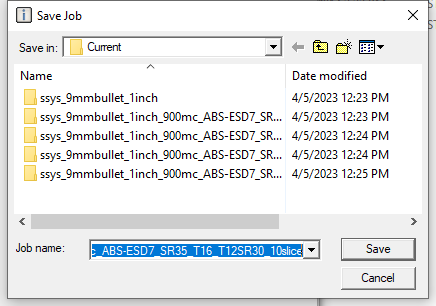 Save Job
Save in: Current
Name Date modified
ssys_9mmbullet_1inch 4/5/2023 12:23 PM
ssys_9mmbullet_1inch_900mc_ABS-ESD7_SR... 4/5/2023 12:23 PM
ssys_9mmbullet_1inch_900mc_ABS-ESD7_SR... 4/5/2023 12:24 PM
ssys_9mmbullet_1inch_900mc_ABS-ESD7_SR... 4/5/2023 12:24 PM
ssys_9mmbullet_1inch_900mc_ABS-ESD7_SR... 4/5/2023 12:25 PM
Job name: c_ABS-ESD7_SR35_T16_T12SR30_10slice Save
Cancel